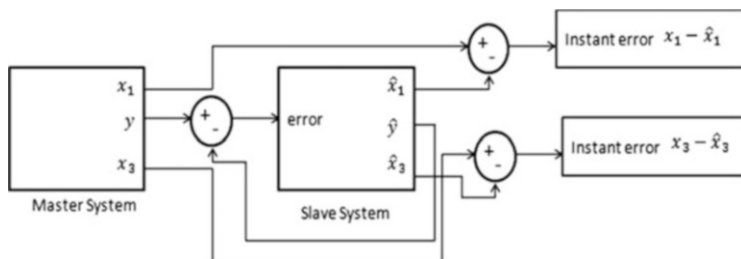 +
-
Instant error x₁ − x̂₁
x₁
y
x₃
+
-
error
x̂₁
ŷ
x̂₃
+
-
Instant error x₃ − x̂₃
Master System
Slave System